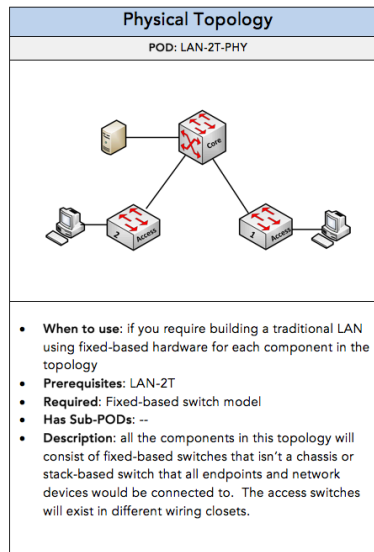 Physical Topology
POD: LAN-2T-PHY
Core
2 Access
1 Access
• When to use: if you require building a traditional LAN
using fixed-based hardware for each component in the
topology
• Prerequisites: LAN-2T
• Required: Fixed-based switch model
• Has Sub-PODs: --
• Description: all the components in this topology will
consist of fixed-based switches that isn't a chassis or
stack-based switch that all endpoints and network
devices would be connected to.  The access switches
will exist in different wiring closets.